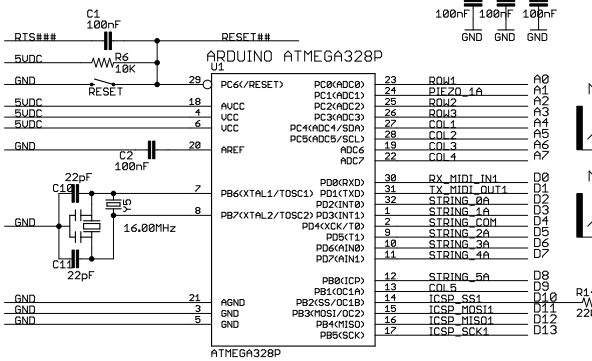 C1
100nF
100nF 100nF 100nF
GND GND GND
RTS### RESET##
5VDC R6 10K
ARDUINO ATMEGA328P
U1
GND RESET 29 PC6(/RESET) PC0(ADC0) 23 ROW1 A0
PC1(ADC1) 24 PIEZO_1A A1
5VDC 18 AVCC PC2(ADC2) 25 ROW2 A2
5VDC 4 VCC PC3(ADC3) 26 ROW3 A3
5VDC 6 VCC PC4(ADC4/SDA) 27 COL1 A4
PC5(ADC5/SCL) 28 COL2 A5
GND C2 100nF 20 AREF ADC6 19 COL3 A6
ADC7 22 COL4 A7
22pF
C10
PD0(RXD) 30 RX_MIDI_IN1 D0
7 PB6(XTAL1/TOSC1) PD1(TXD) 31 TX_MIDI_OUT1 D1
PD2(INT0) 32 STRING_0A D2
8 PB7(XTAL2/TOSC2) PD3(INT1) 1 STRING_1A D3
GND 16.00MHz PD4(XCK/T0) 2 STRING_COM D4
PD5(T1) 9 STRING_2A D5
PD6(AIN0) 10 STRING_3A D6
PD7(AIN1) 11 STRING_4A D7
C11
22pF
PB0(ICP) 12 STRING_5A D8
PB1(OC1A) 13 COL5 D9
GND 21 AGND PB2(SS/OC1B) 14 ICSP_SS1 D10
GND 3 GND PB3(MOSI/OC2) 15 ICSP_MOSI1 D11
GND 5 GND PB4(MISO) 16 ICSP_MISO1 D12
PB5(SCK) 17 ICSP_SCK1 D13
ATMEGA328P